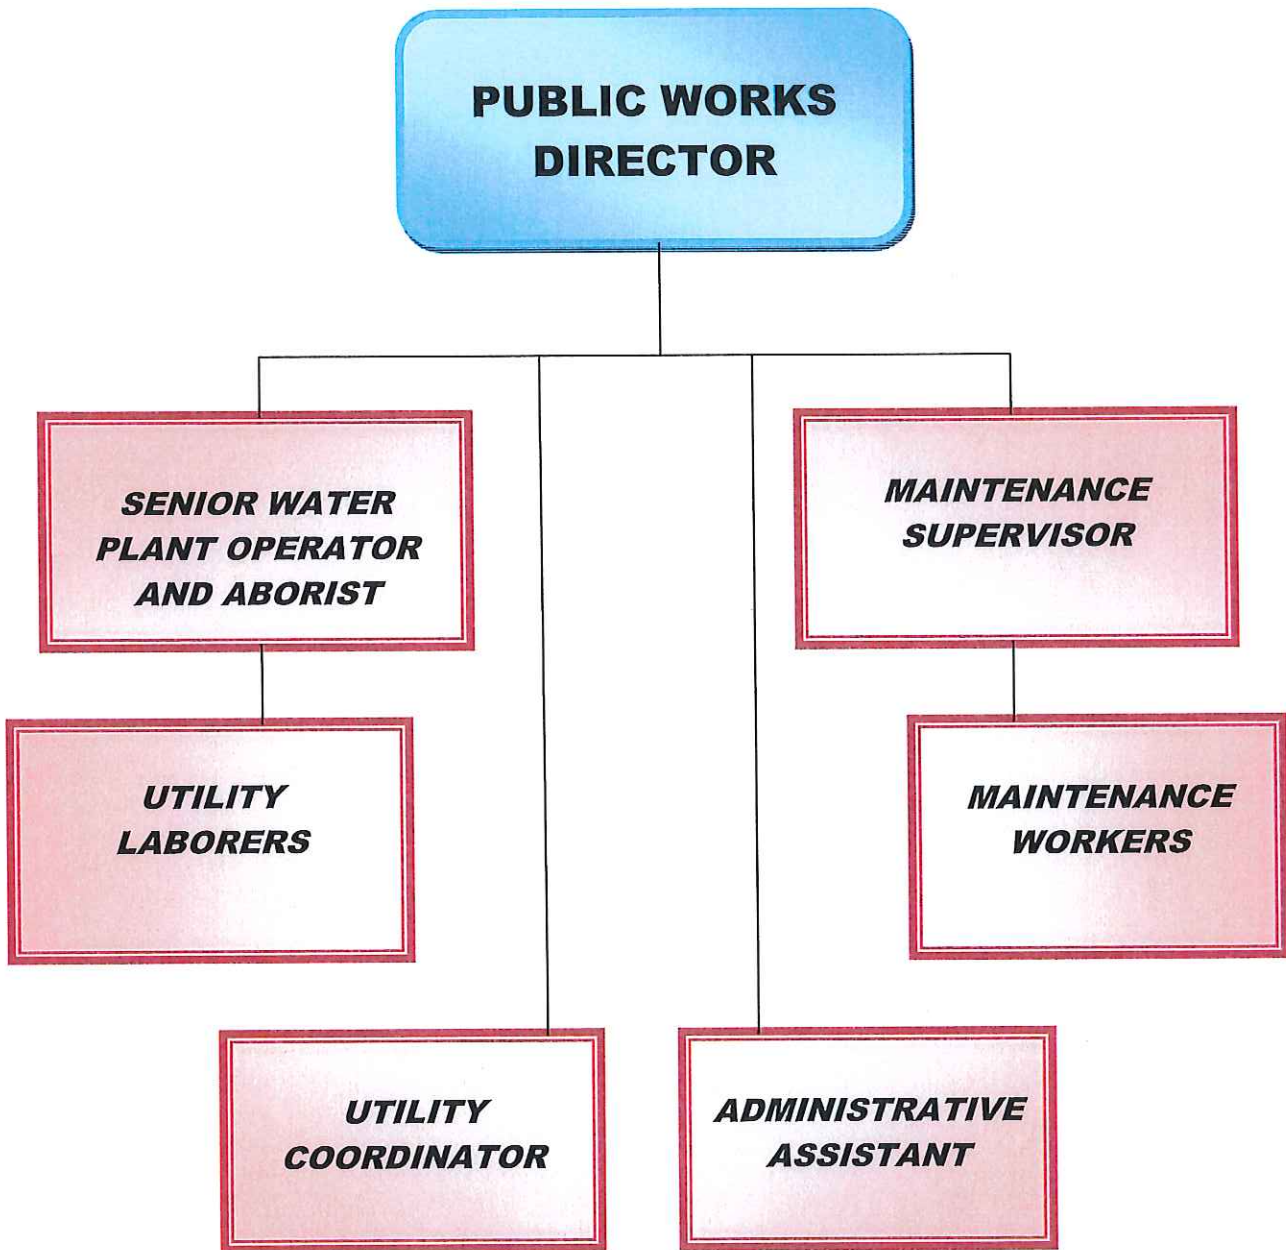 PUBLIC WORKS
DIRECTOR
SENIOR WATER
PLANT OPERATOR
AND ABORIST
MAINTENANCE
SUPERVISOR
UTILITY
LABORERS
MAINTENANCE
WORKERS
UTILITY
COORDINATOR
ADMINISTRATIVE
ASSISTANT